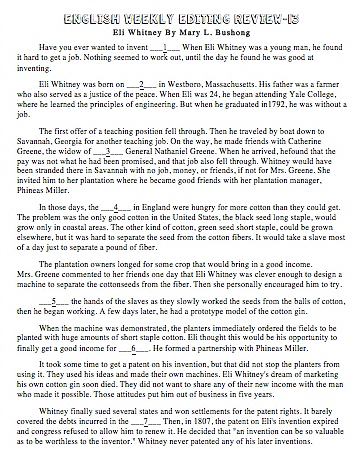 ENGLISH WEEKLY EDITING REVIEW-13
Eli Whitney By Mary L. Bushong
Have you ever wanted to invent ___1___ When Eli Whitney was a young man, he found
it hard to get a job. Nothing seemed to work out, until the day he found he was good at
inventing.
Eli Whitney was born on ___2___ in Westboro, Massachusetts. His father was a farmer
who also served as a justice of the peace. When Eli was 24, he began attending Yale College,
where he learned the principles of engineering. But when he graduated in1792, he was without a
job.
The first offer of a teaching position fell through. Then he traveled by boat down to
Savannah, Georgia for another teaching job. On the way, he made friends with Catherine
Greene, the widow of ___3___ General Nathaniel Greene. When he arrived, hefound that the
pay was not what he had been promised, and that job also fell through. Whitney would have
been stranded there in Savannah with no job, money, or friends, if not for Mrs. Greene. She
invited him to her plantation where he became good friends with her plantation manager,
Phineas Miller.
In those days, the ___4___ in England were hungry for more cotton than they could get.
The problem was the only good cotton in the United States, the black seed long staple, would
grow only in coastal areas. The other kind of cotton, green seed short staple, could be grown
elsewhere, but it was hard to separate the seed from the cotton fibers. It would take a slave most
of a day just to separate a pound of fiber.
The plantation owners longed for some crop that would bring in a good income.
Mrs. Greene commented to her friends one day that Eli Whitney was clever enough to design a
machine to separate the cottonseeds from the fiber. Then she personally encouraged him to try.
___5___ the hands of the slaves as they slowly worked the seeds from the balls of cotton,
then he began working. A few days later, he had a prototype model of the cotton gin.
When the machine was demonstrated, the planters immediately ordered the fields to be
planted with huge amounts of short staple cotton. Eli thought this would be his opportunity to
finally get a good income for ___6___. He formed a partnership with Phineas Miller.
It took some time to get a patent on his invention, but that did not stop the planters from
using it. They used his ideas and made their own machines. Eli Whitney's dream of marketing
his own cotton gin soon died. They did not want to share any of their new income with the man
who made it possible. Those attitudes put him out of business in five years.
Whitney finally sued several states and won settlements for the patent rights. It barely
covered the debts incurred in the ___7___ Then, in 1807, the patent on Eli's invention expired
and congress refused to allow him to renew it. He decided that "an invention can be so valuable
as to be worthless to the inventor." Whitney never patented any of his later inventions.